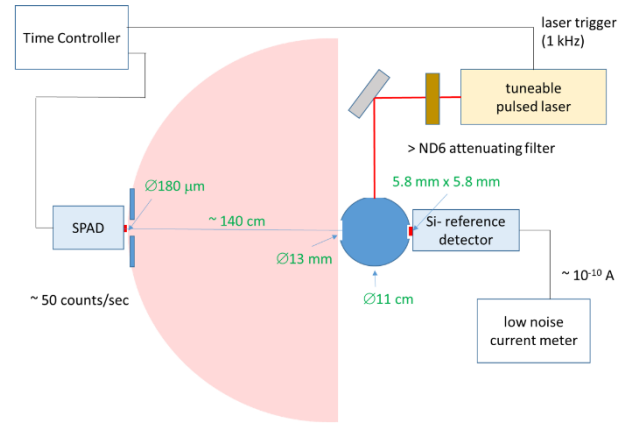 Time Controller
laser trigger
(1 kHz)
tuneable
pulsed laser
> ND6 attenuating filter
∅180 µm
5.8 mm x 5.8 mm
SPAD
~ 140 cm
Si- reference
detector
∅13 mm
~ 10⁻¹⁰ A
∅11 cm
~ 50 counts/sec
low noise
current meter